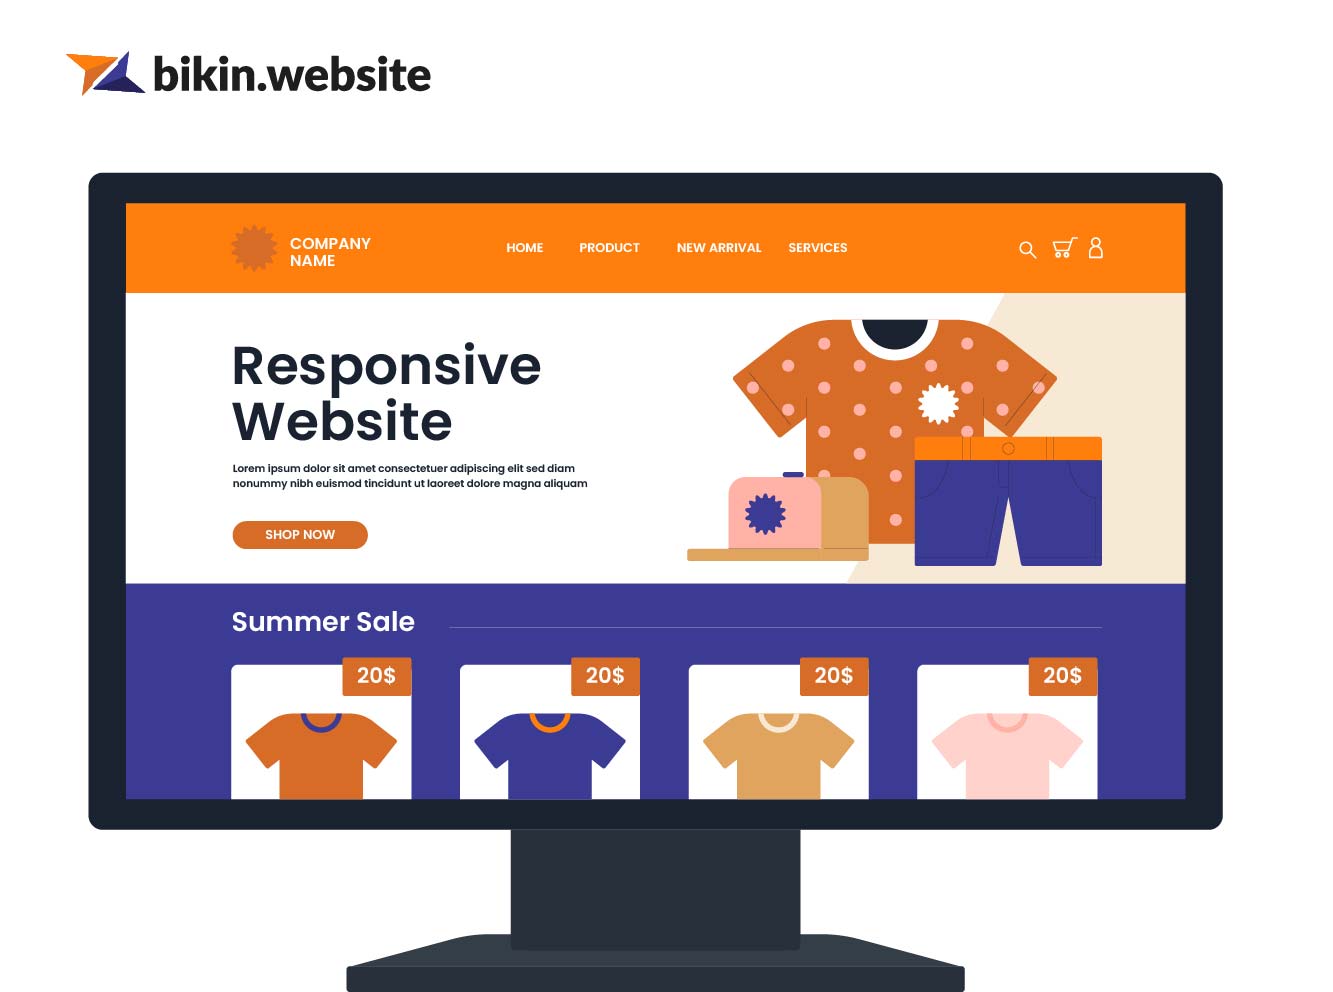 bikin.website
COMPANY
NAME
HOME PRODUCT NEW ARRIVAL SERVICES
Responsive
Website
Lorem ipsum dolor sit amet consectetuer adipiscing elit sed diam
nonummy nibh euismod tincidunt ut laoreet dolore magna aliquam
SHOP NOW
Summer Sale
20$ 20$ 20$ 20$